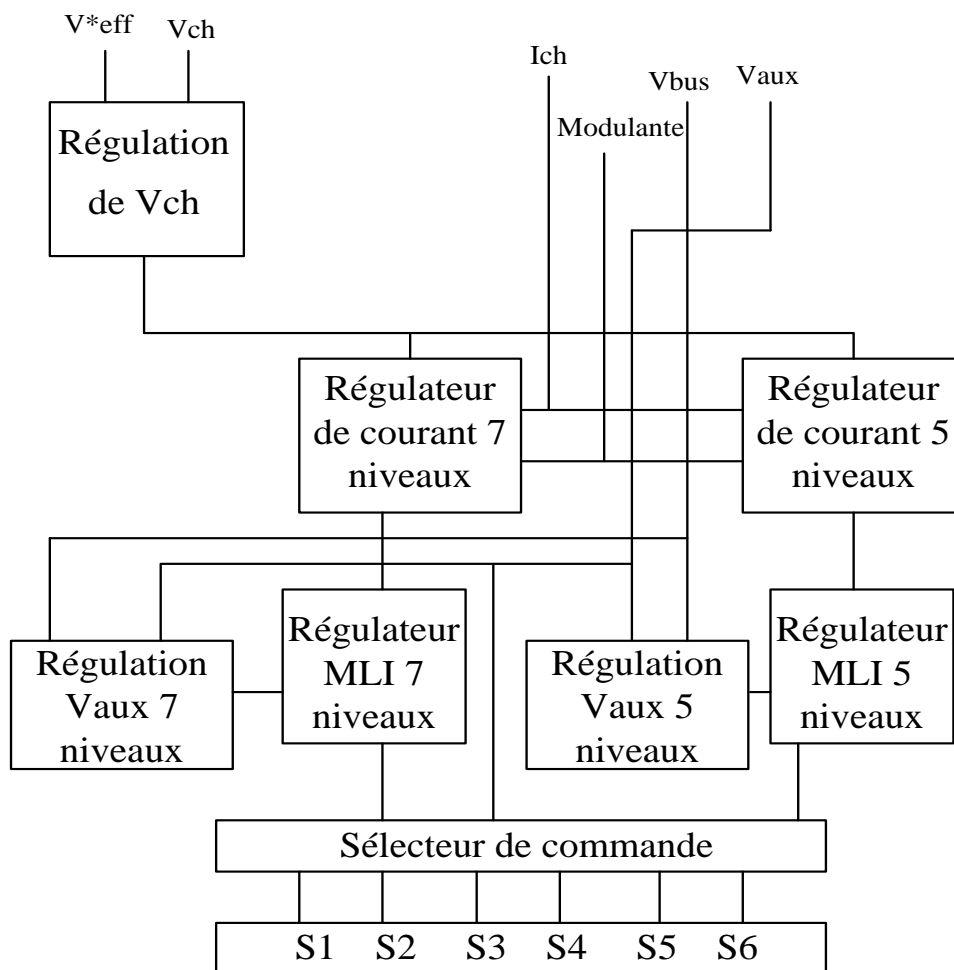 V*eff
Vch
Ich
Vbus
Vaux
Modulante
Régulation
de Vch
Régulateur
de courant 7
niveaux
Régulateur
de courant 5
niveaux
Régulation
Vaux 7
niveaux
Régulateur
MLI 7
niveaux
Régulation
Vaux 5
niveaux
Régulateur
MLI 5
niveaux
Sélecteur de commande
S1 S2 S3 S4 S5 S6